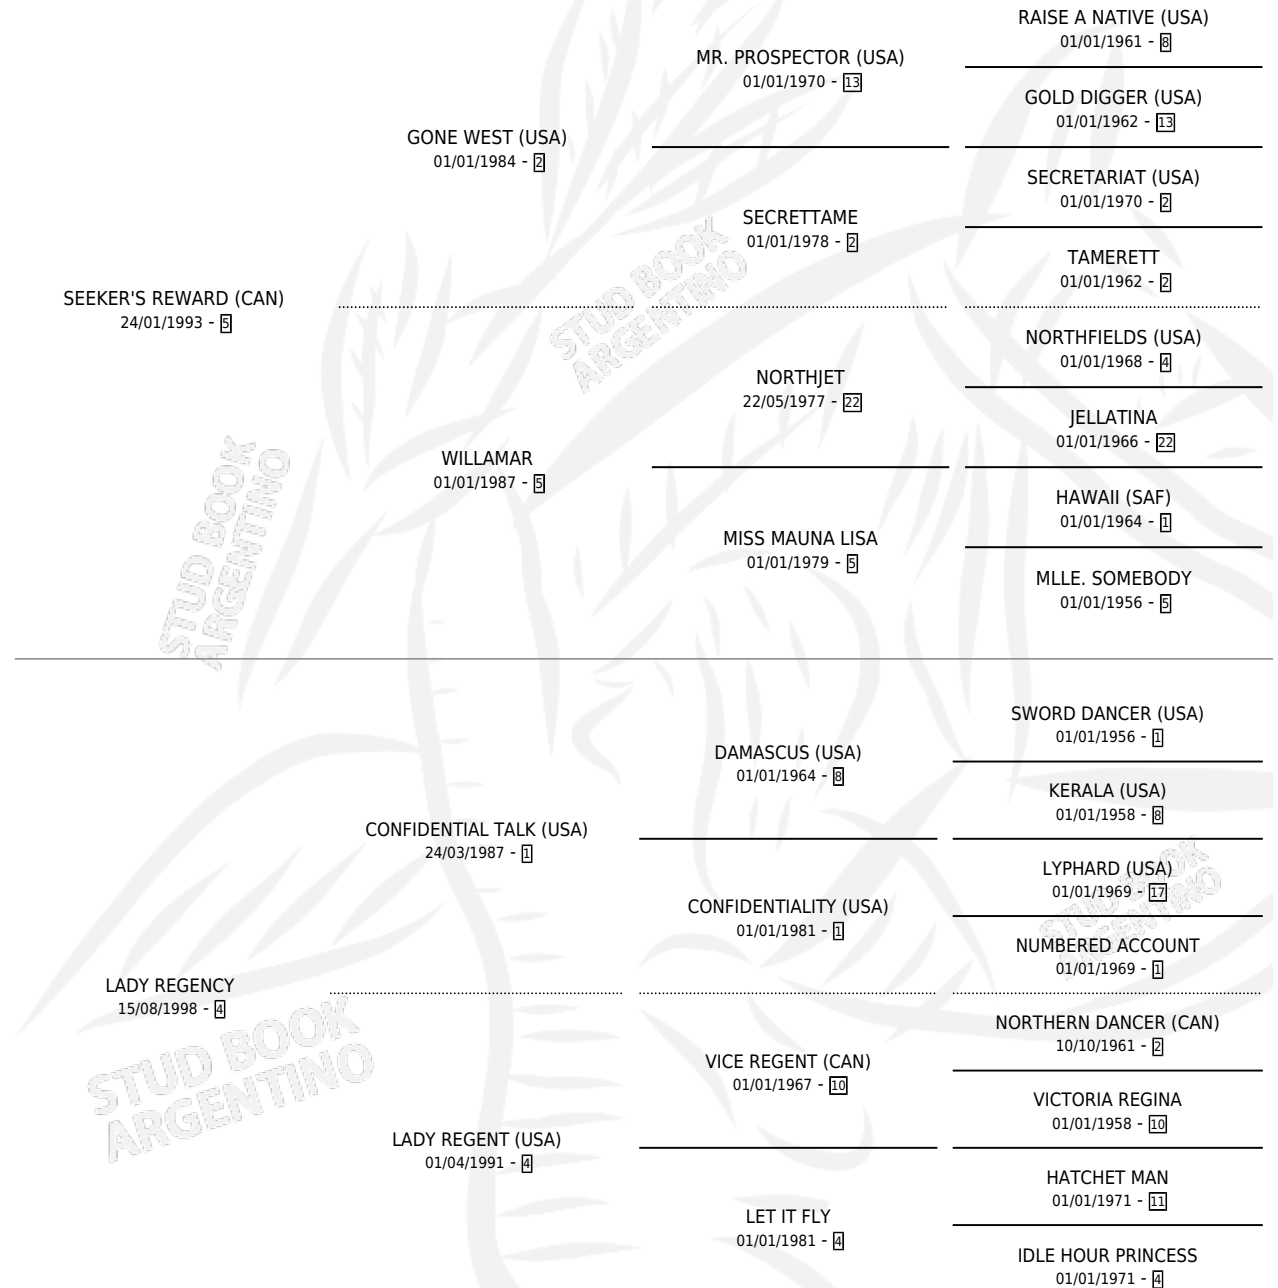 RAISE A NATIVE (USA)
01/01/1961 - 8
MR. PROSPECTOR (USA)
01/01/1970 - 13
GOLD DIGGER (USA)
01/01/1962 - 13
GONE WEST (USA)
01/01/1984 - 2
SECRETARIAT (USA)
01/01/1970 - 2
SECRETTAME
01/01/1978 - 2
TAMERETT
01/01/1962 - 2
SEEKER'S REWARD (CAN)
24/01/1993 - 5
STUD BOOK
ARGENTINO
NORTHFIELDS (USA)
01/01/1968 - 4
NORTHJET
22/05/1977 - 22
JELLATINA
01/01/1966 - 22
WILLAMAR
01/01/1987 - 5
HAWAII (SAF)
01/01/1964 - 1
MISS MAUNA LISA
01/01/1979 - 5
MLLE. SOMEBODY
01/01/1956 - 5
STUD BOOK
ARGENTINO
SWORD DANCER (USA)
01/01/1956 - 1
DAMASCUS (USA)
01/01/1964 - 8
KERALA (USA)
01/01/1958 - 8
CONFIDENTIAL TALK (USA)
24/03/1987 - 1
LYPHARD (USA)
01/01/1969 - 17
CONFIDENTIALITY (USA)
01/01/1981 - 1
NUMBERED ACCOUNT
01/01/1969 - 1
STUD BOOK
ARGENTINO
LADY REGENCY
15/08/1998 - 4
NORTHERN DANCER (CAN)
10/10/1961 - 2
VICE REGENT (CAN)
01/01/1967 - 10
VICTORIA REGINA
01/01/1958 - 10
STUD BOOK
ARGENTINO
LADY REGENT (USA)
01/04/1991 - 4
HATCHET MAN
01/01/1971 - 11
LET IT FLY
01/01/1981 - 4
IDLE HOUR PRINCESS
01/01/1971 - 4